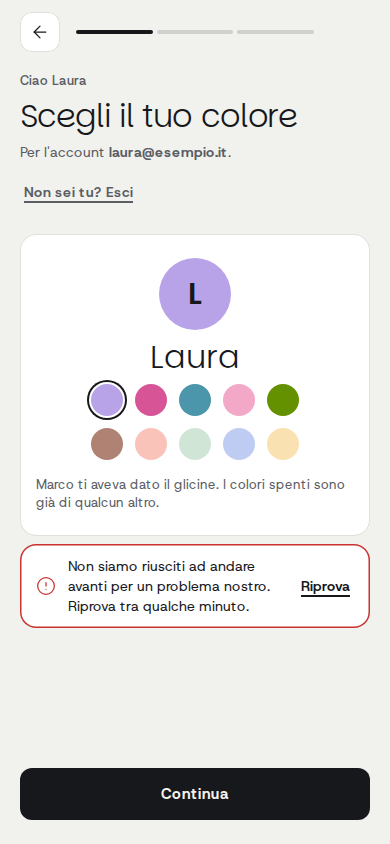 Ciao Laura
Scegli il tuo colore
Per l'account laura@esempio.it.
Non sei tu? Esci
L
Laura
Marco ti aveva dato il glicine. I colori spenti sono
già di qualcun altro.
Non siamo riusciti ad andare
avanti per un problema nostro.
Riprova tra qualche minuto.
Riprova
Continua